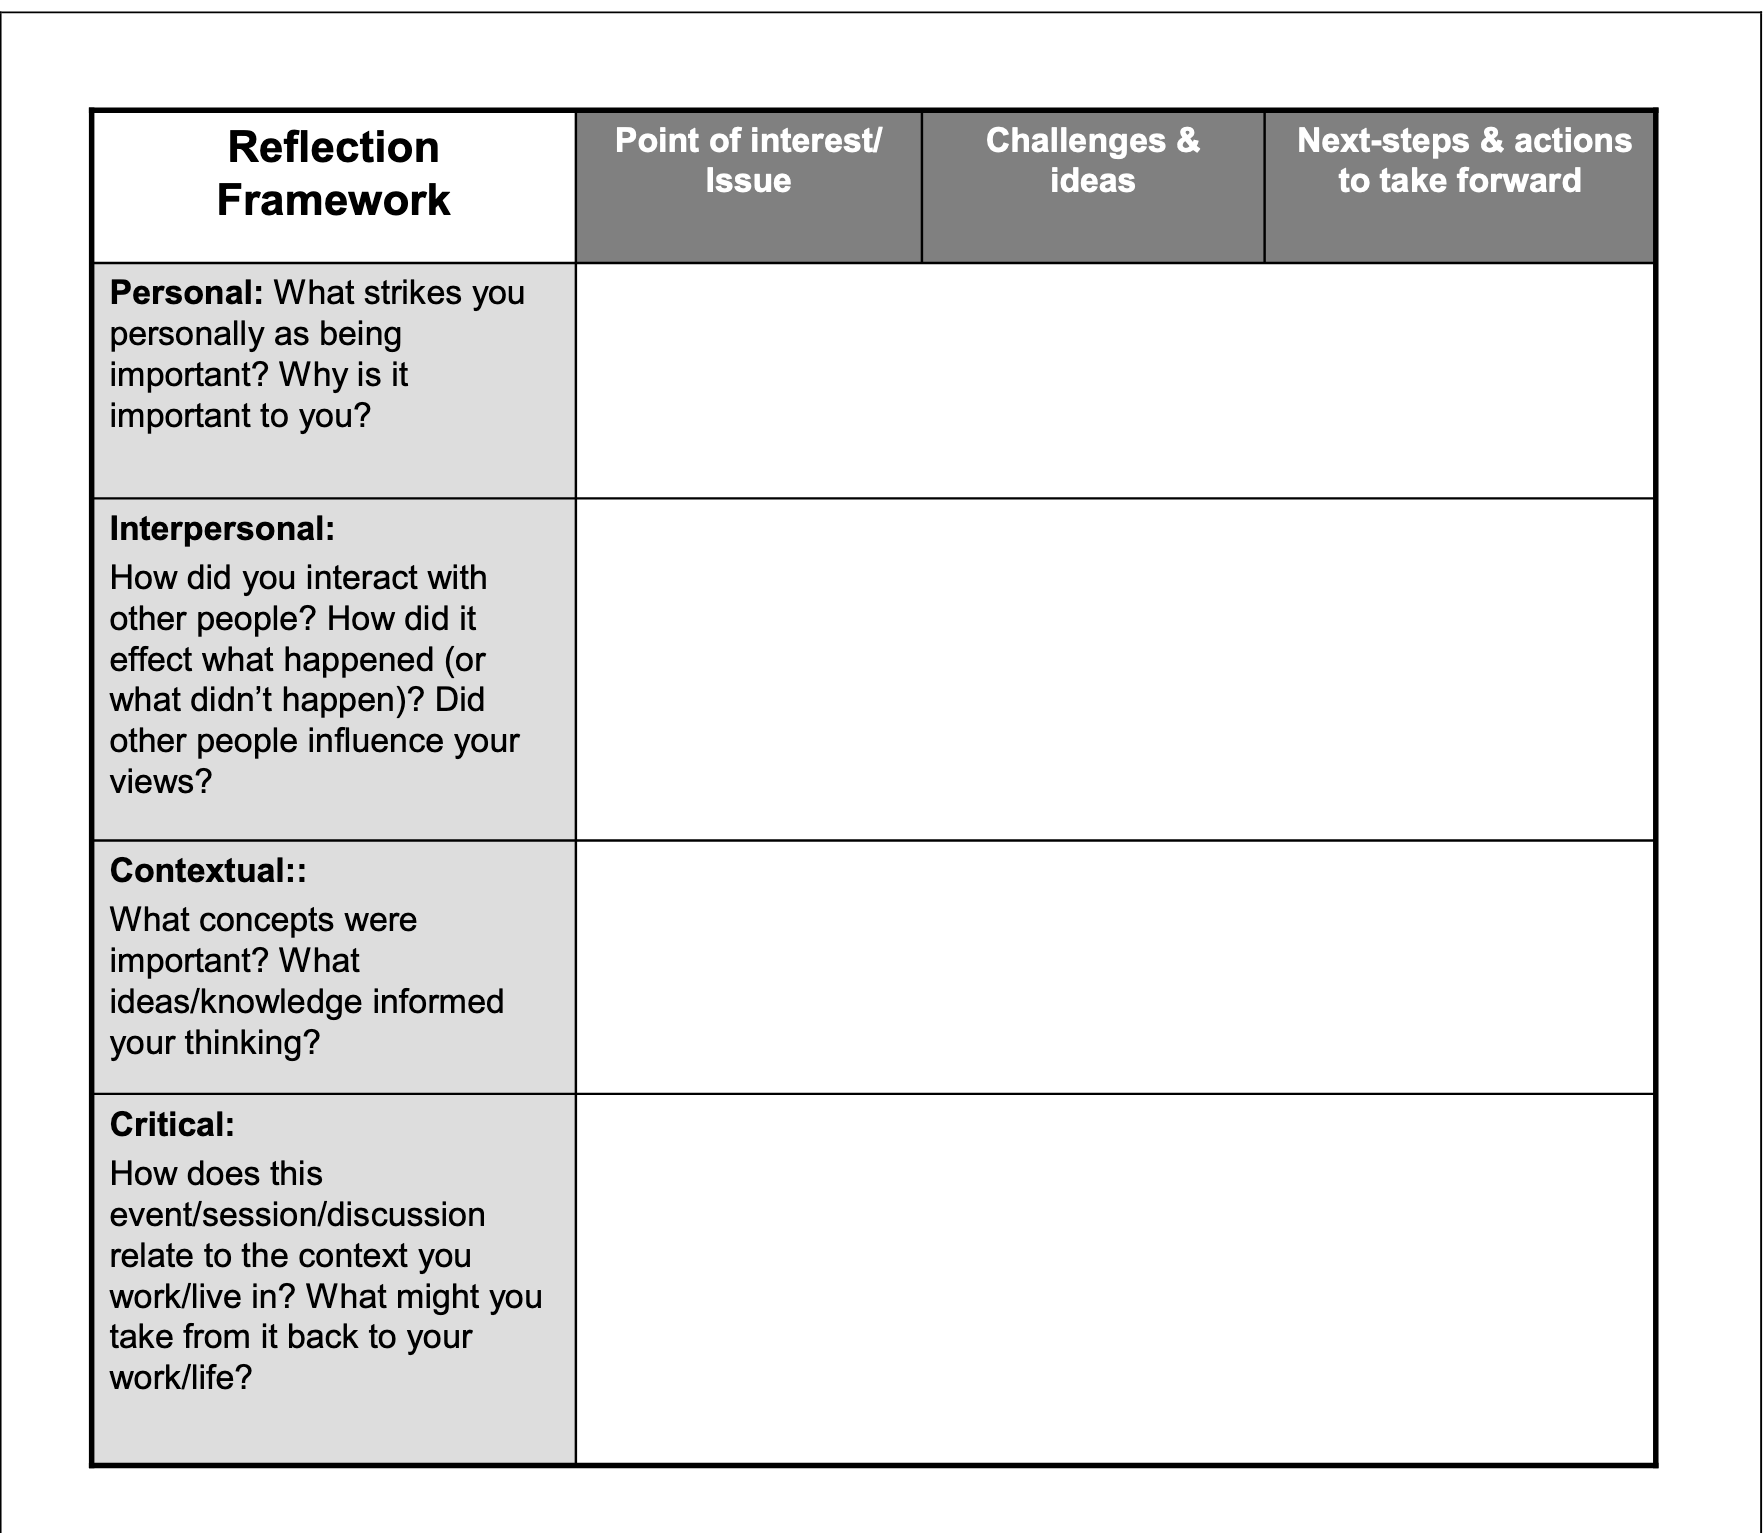 Reflection
Framework
Point of interest/
Issue
Challenges &
ideas
Next-steps & actions
to take forward
Personal: What strikes you
personally as being
important? Why is it
important to you?
Interpersonal:
How did you interact with
other people? How did it
effect what happened (or
what didn’t happen)? Did
other people influence your
views?
Contextual::
What concepts were
important? What
ideas/knowledge informed
your thinking?
Critical:
How does this
event/session/discussion
relate to the context you
work/live in? What might you
take from it back to your
work/life?